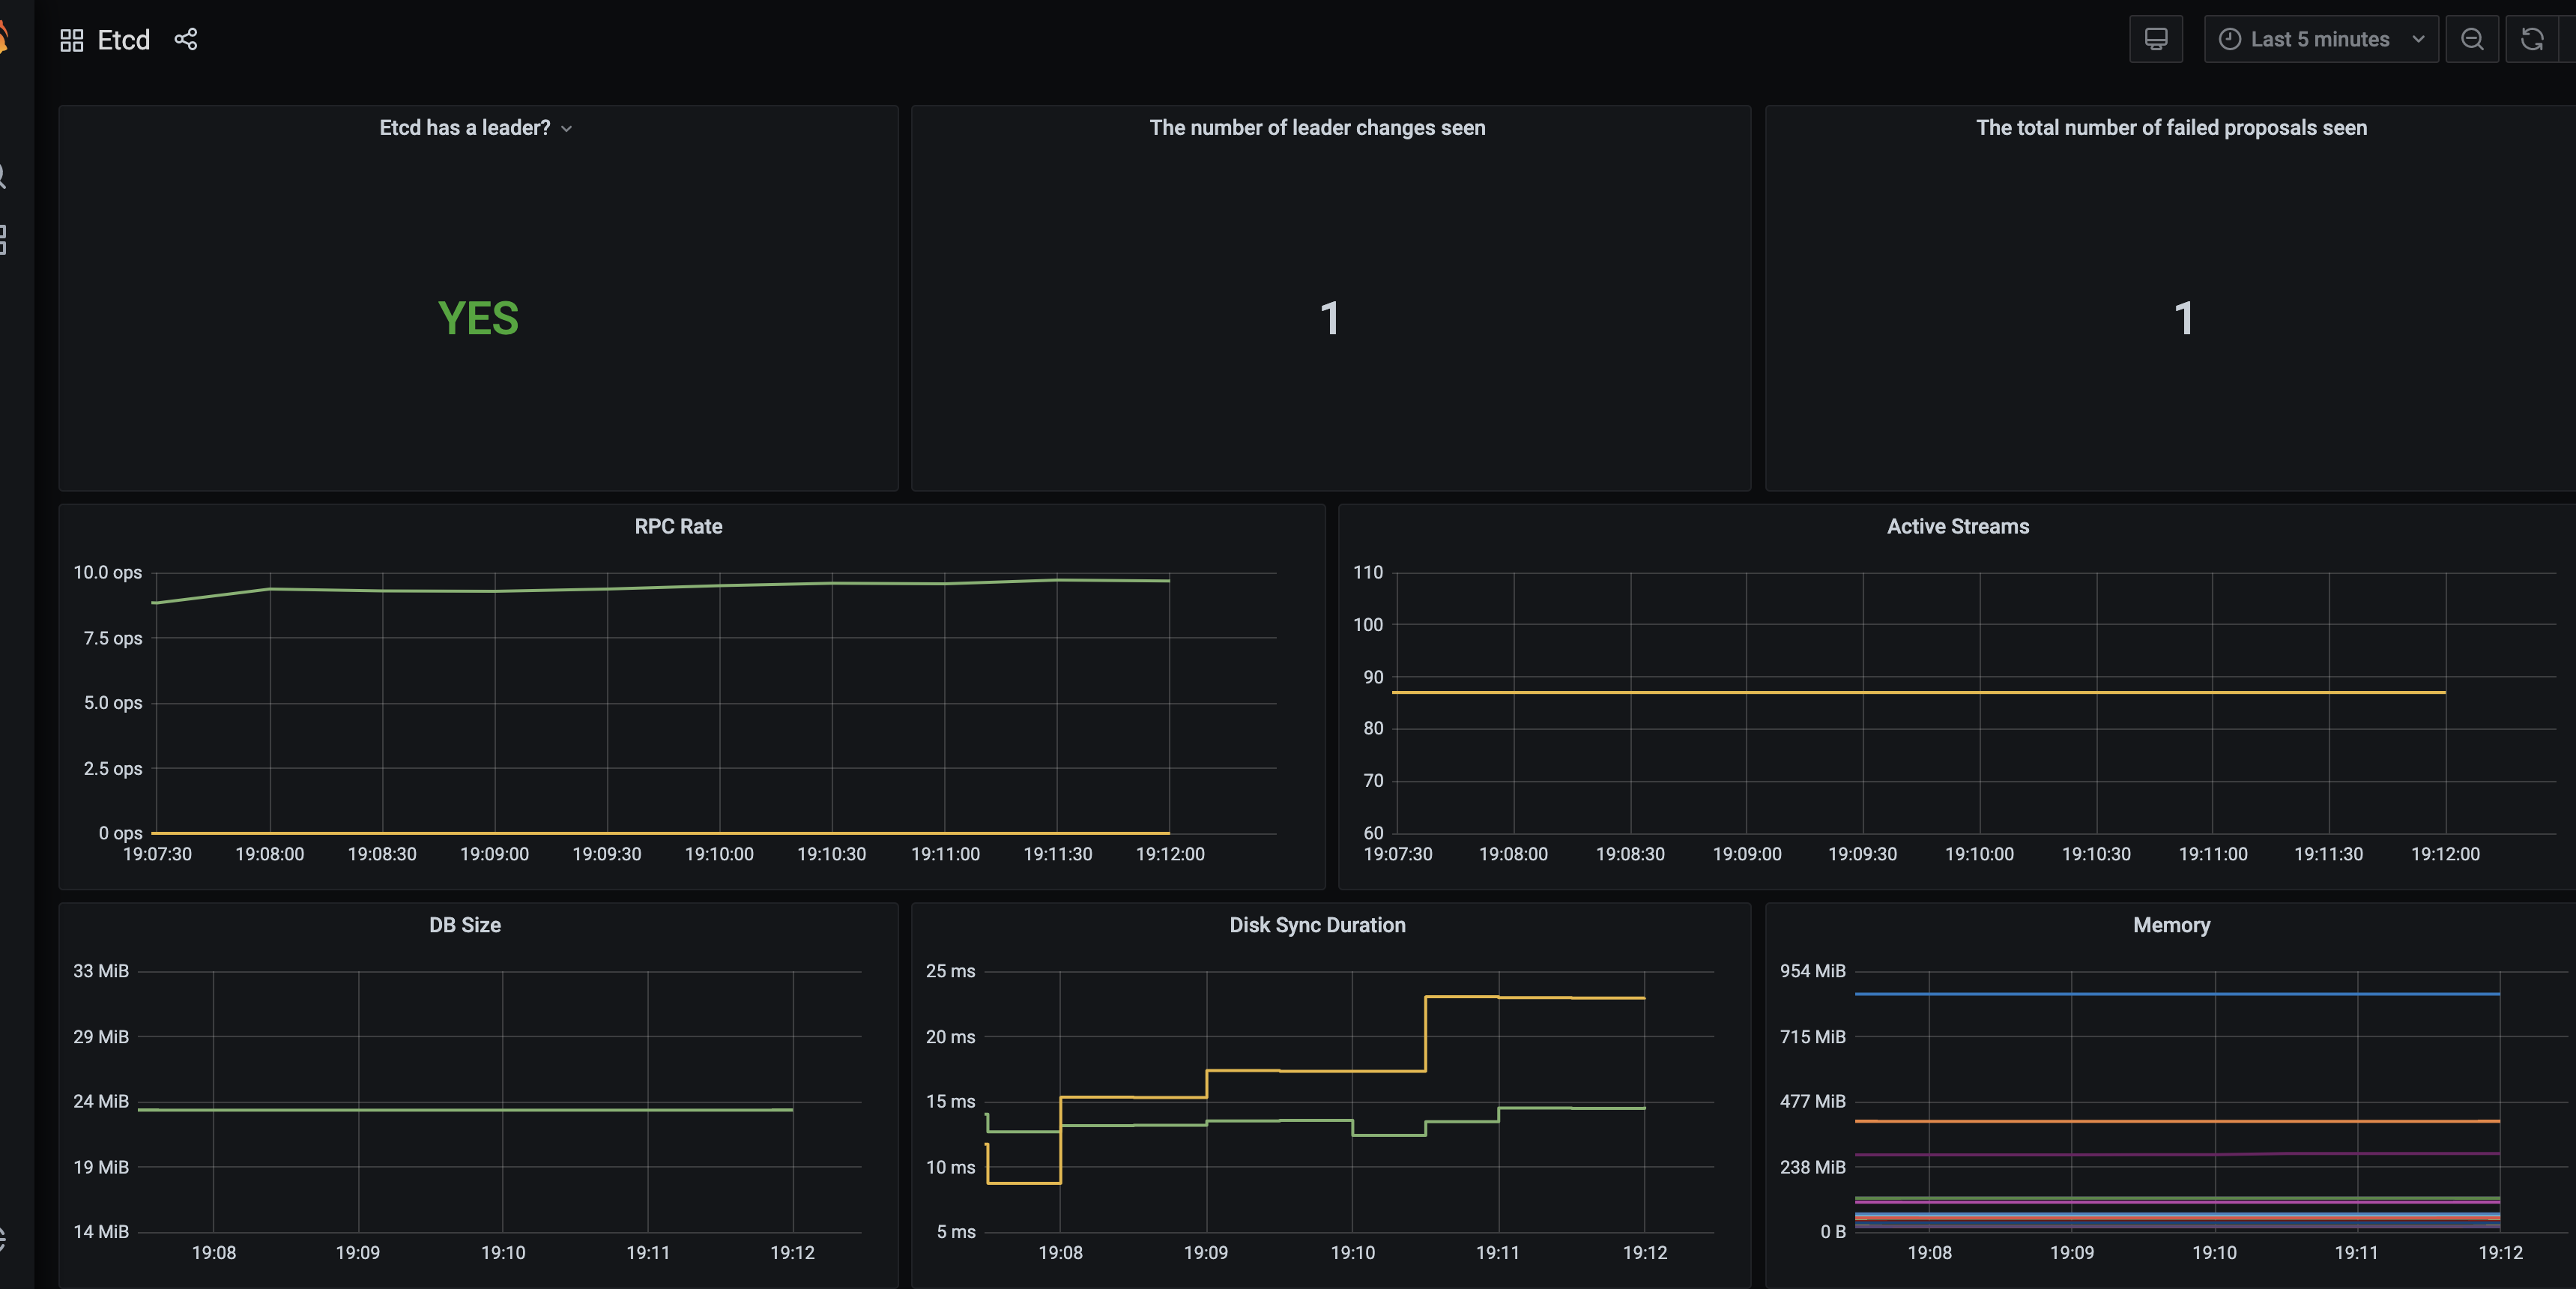 Etcd
Last 5 minutes
Etcd has a leader?
The number of leader changes seen
The total number of failed proposals seen
YES
1
1
RPC Rate
10.0 ops
7.5 ops
5.0 ops
2.5 ops
0 ops
19:07:30 19:08:00 19:08:30 19:09:00 19:09:30 19:10:00 19:10:30 19:11:00 19:11:30 19:12:00
Active Streams
110
100
90
80
70
60
19:07:30 19:08:00 19:08:30 19:09:00 19:09:30 19:10:00 19:10:30 19:11:00 19:11:30 19:12:00
DB Size
33 MiB
29 MiB
24 MiB
19 MiB
14 MiB
19:08 19:09 19:10 19:11 19:12
Disk Sync Duration
25 ms
20 ms
15 ms
10 ms
5 ms
19:08 19:09 19:10 19:11 19:12
Memory
954 MiB
715 MiB
477 MiB
238 MiB
0 B
19:08 19:09 19:10 19:11 19:12